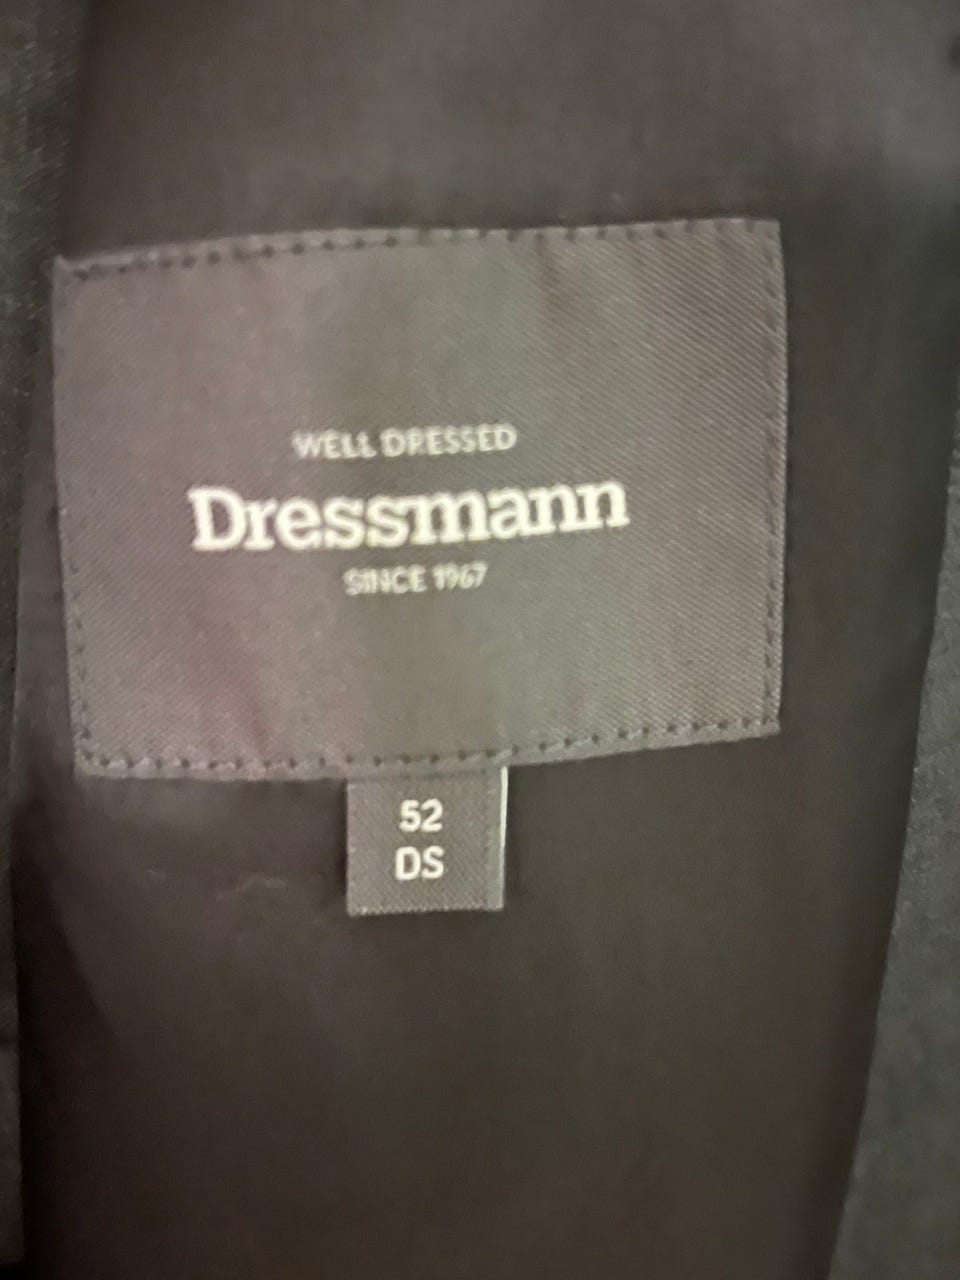 WELL DRESSED
Dressmann
SINCE 1967
52
DS